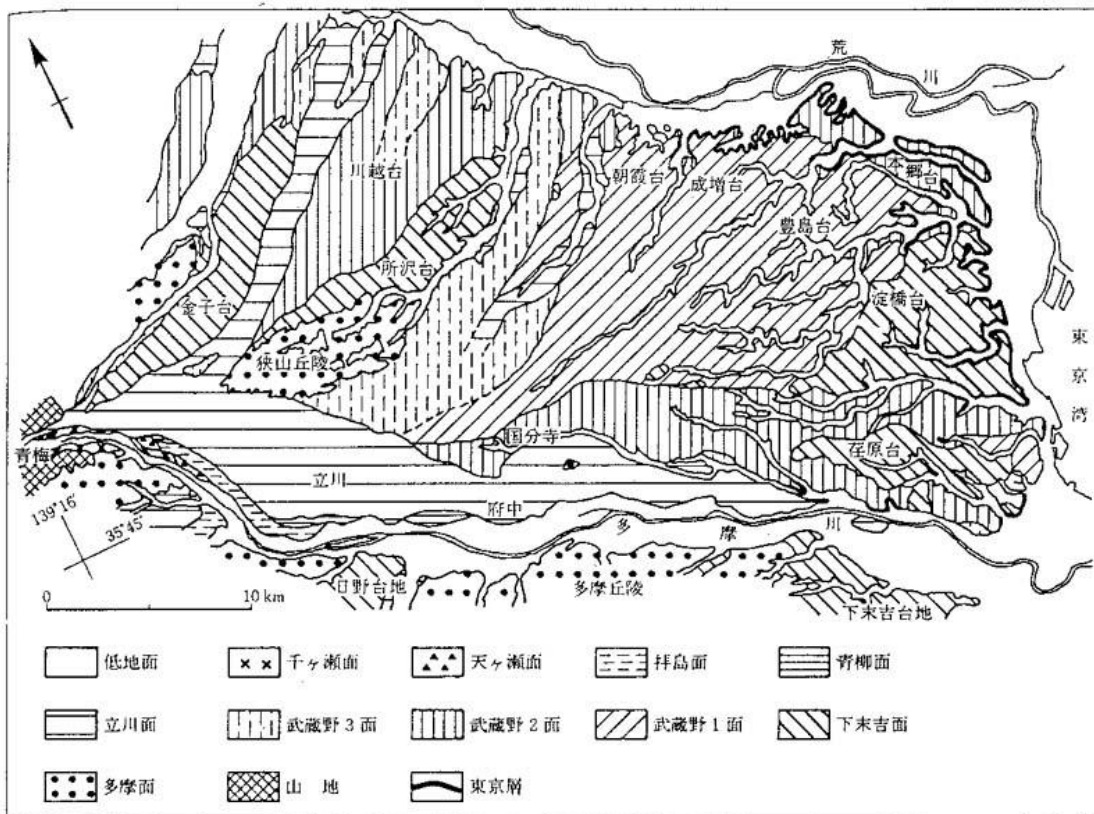 荒川
川越台
朝霞台
成増台
本郷台
豊島台
所沢台
淀橋台
金子台
狭山丘陵
東京湾
国分寺
荏原台
青梅
立川
府中
139°16′
35°45′
多摩川
日野台地
多摩丘陵
下末吉台地
0 10 km
低地面 千ヶ瀬面 天ヶ瀬面 拝島面 青柳面
立川面 武蔵野3面 武蔵野2面 武蔵野1面 下末吉面
多摩面 山地 東京層